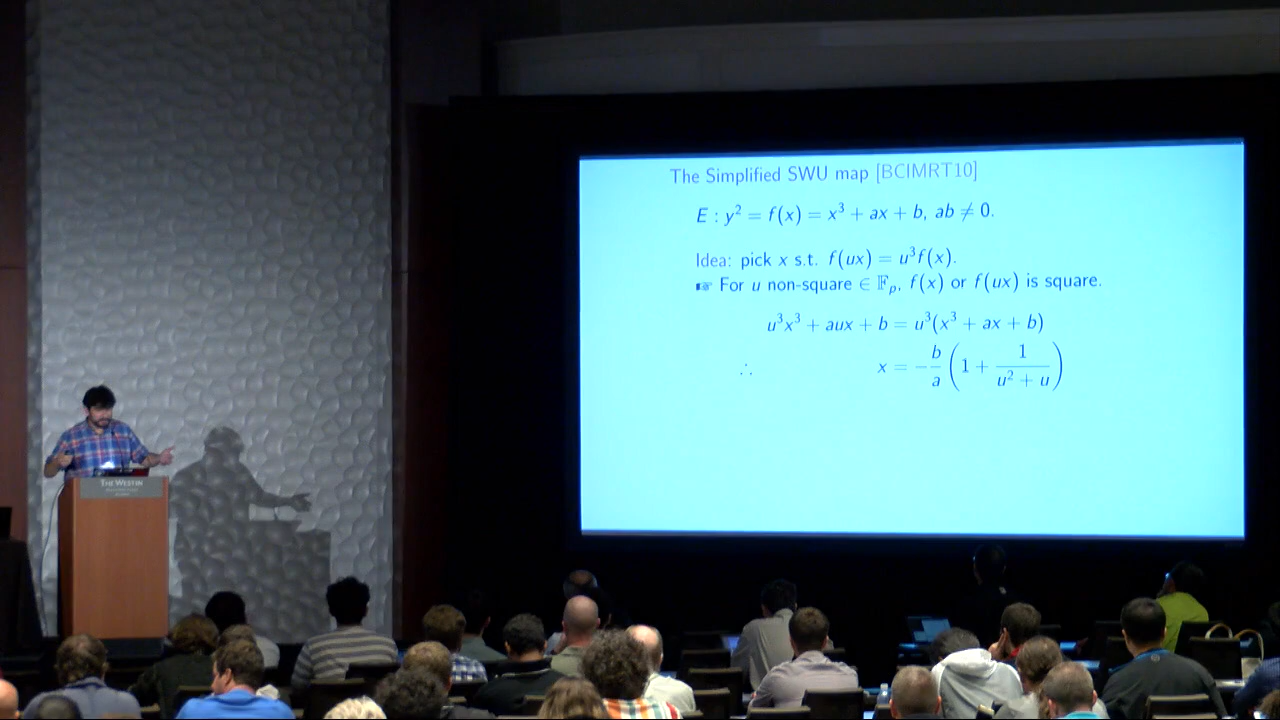 The Simplified SWU map [BCIMRT10]
E : y² = f(x) = x³ + ax + b, ab ≠ 0.
Idea: pick x s.t. f(ux) = u³f(x).
☞ For u non-square ∈ 𝔽ₚ, f(x) or f(ux) is square.
u³x³ + aux + b = u³(x³ + ax + b)
∴ x = −b/a (1 + 1/(u² + u))
THE WESTIN